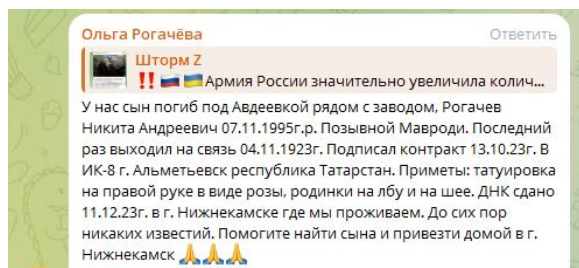 Ольга Рогачёва Ответить
Шторм Z
‼️🇷🇺🇺🇦Армия России значительно увеличила колич...
У нас сын погиб под Авдеевкой рядом с заводом, Рогачев
Никита Андреевич 07.11.1995г.р. Позывной Мавроди. Последний
раз выходил на связь 04.11.1923г. Подписал контракт 13.10.23г. В
ИК-8 г. Альметьевск республика Татарстан. Приметы: татуировка
на правой руке в виде розы, родинки на лбу и на шее. ДНК сдано
11.12.23г. в г. Нижнекамске где мы проживаем. До сих пор
никаких известий. Помогите найти сына и привезти домой в г.
Нижнекамск 🙏🙏🙏